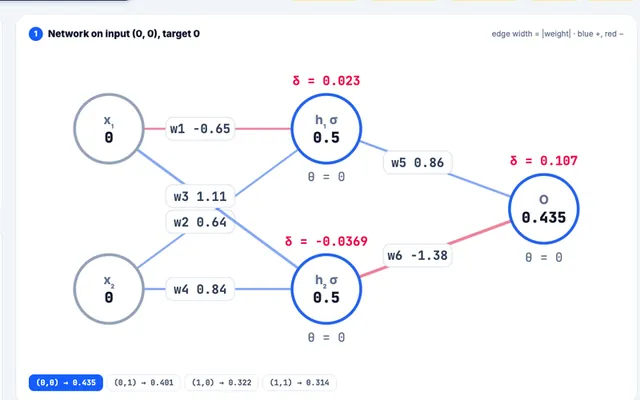 1 Network on input (0, 0), target 0
edge width = |weight| · blue +, red −
δ = 0.023
x₁
0
w1 -0.65
h₁ σ
0.5
θ = 0
w5 0.86
δ = 0.107
w3 1.11
w2 0.64
O
0.435
θ = 0
δ = -0.0369
w6 -1.38
x₂
0
w4 0.84
h₂ σ
0.5
θ = 0
(0,0) → 0.435 (0,1) → 0.401 (1,0) → 0.322 (1,1) → 0.314